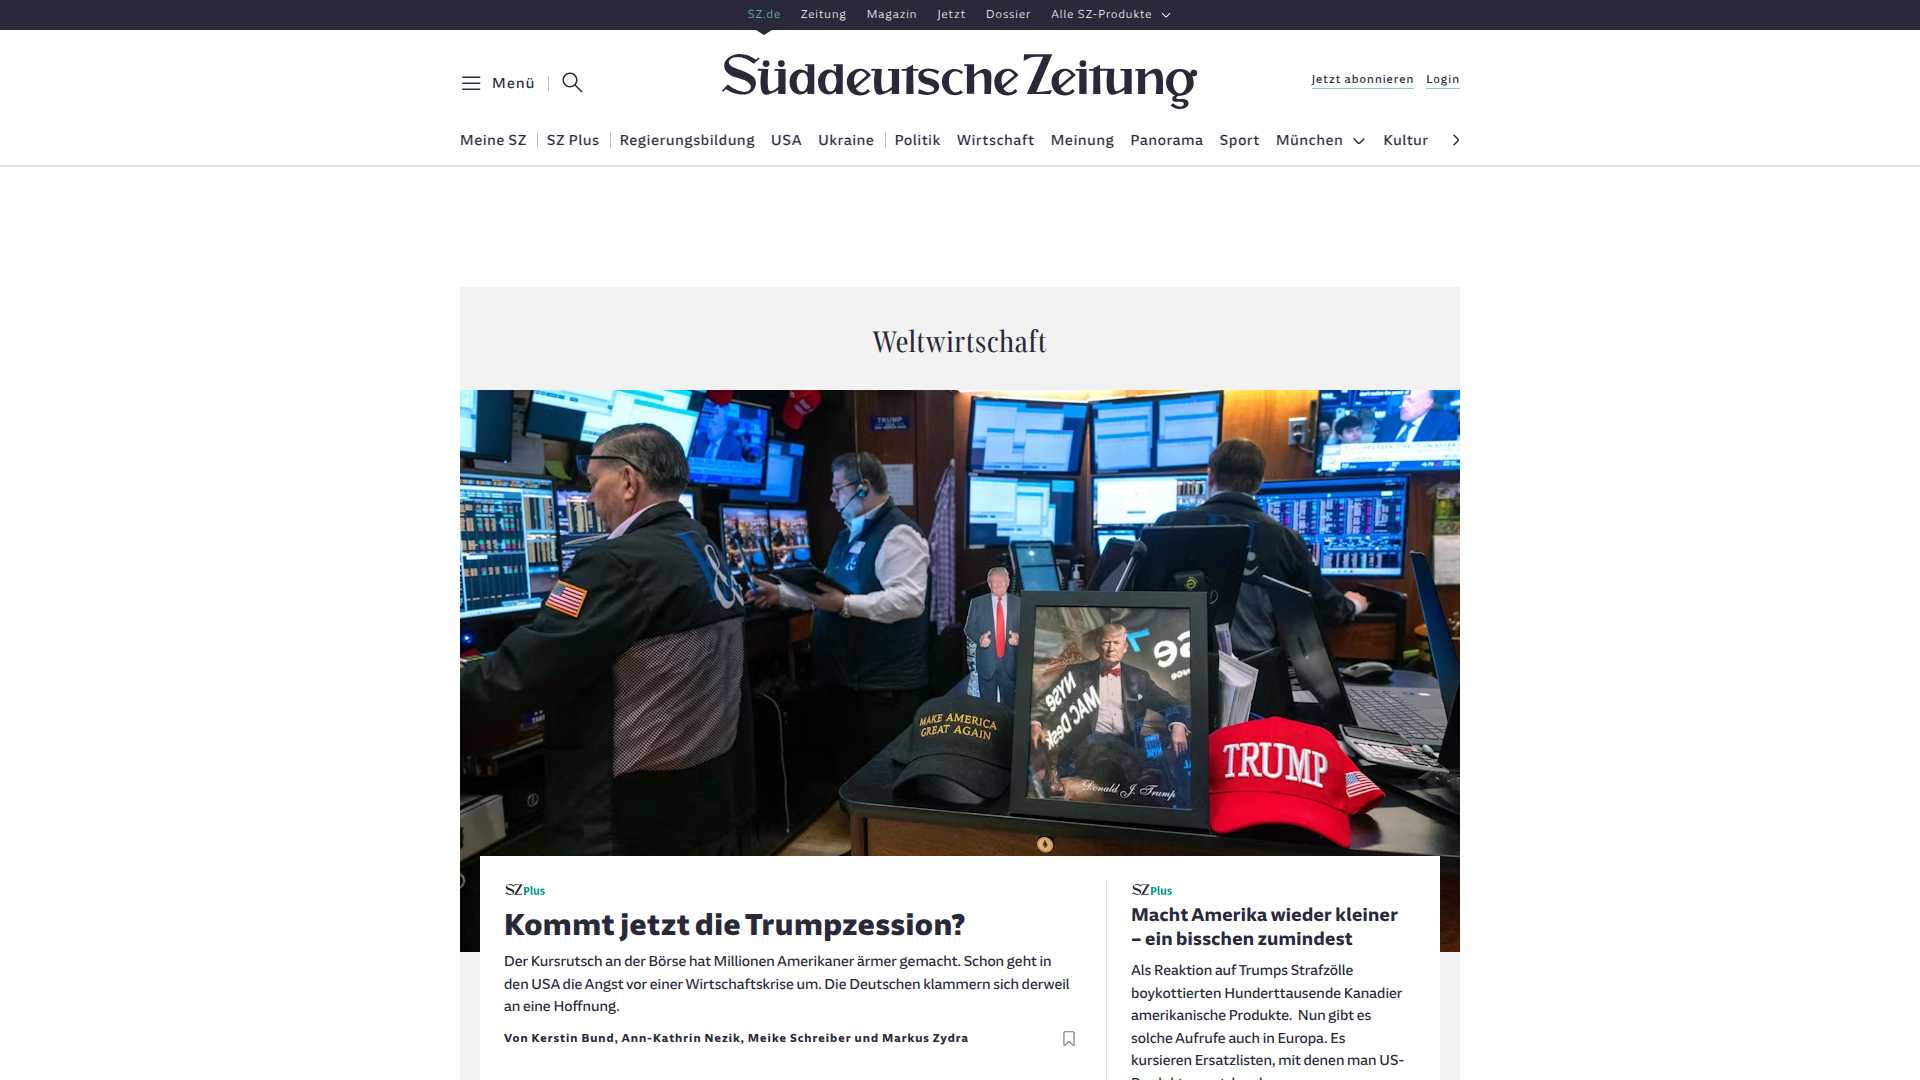 SZ.de Zeitung Magazin Jetzt Dossier Alle SZ-Produkte
Menü
Süddeutsche Zeitung
Jetzt abonnieren Login
Meine SZ SZ Plus Regierungsbildung USA Ukraine Politik Wirtschaft Meinung Panorama Sport München Kultur
Weltwirtschaft
TRUMP
MAKE AMERICA
GREAT AGAIN
NYSE
MAC Desk
Donald J. Trump
TRUMP
SZ Plus
Kommt jetzt die Trumpzession?
Der Kursrutsch an der Börse hat Millionen Amerikaner ärmer gemacht. Schon geht in
den USA die Angst vor einer Wirtschaftskrise um. Die Deutschen klammern sich derweil
an eine Hoffnung.
Von Kerstin Bund, Ann-Kathrin Nezik, Meike Schreiber und Markus Zydra
SZ Plus
Macht Amerika wieder kleiner
– ein bisschen zumindest
Als Reaktion auf Trumps Strafzölle
boykottierten Hunderttausende Kanadier
amerikanische Produkte. Nun gibt es
solche Aufrufe auch in Europa. Es
kursieren Ersatzlisten, mit denen man US-